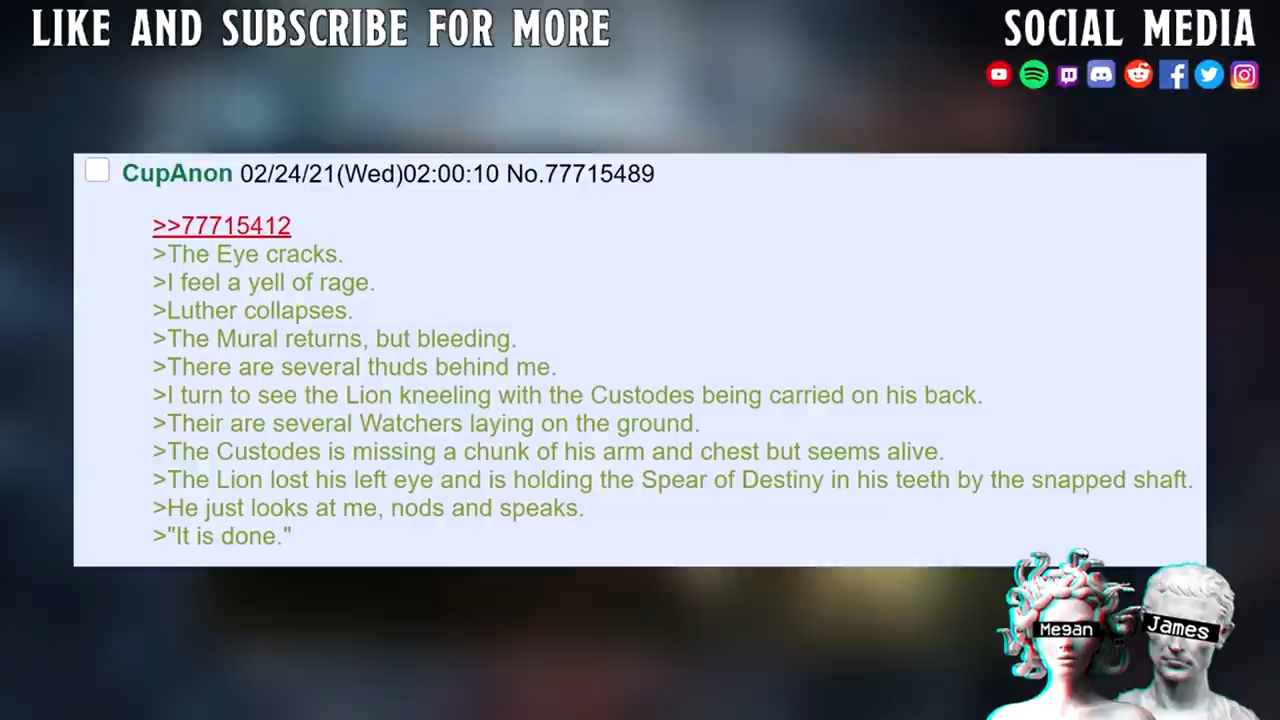 LIKE AND SUBSCRIBE FOR MORE
SOCIAL MEDIA
CupAnon 02/24/21(Wed)02:00:10 No.77715489
>>77715412
>The Eye cracks.
>I feel a yell of rage.
>Luther collapses.
>The Mural returns, but bleeding.
>There are several thuds behind me.
>I turn to see the Lion kneeling with the Custodes being carried on his back.
>Their are several Watchers laying on the ground.
>The Custodes is missing a chunk of his arm and chest but seems alive.
>The Lion lost his left eye and is holding the Spear of Destiny in his teeth by the snapped shaft.
>He just looks at me, nods and speaks.
>"It is done."
Megan
James